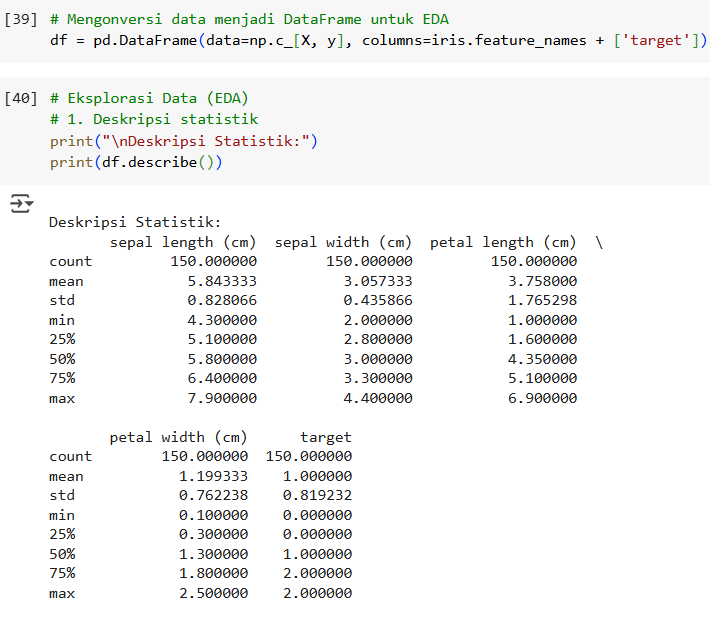 [39] # Mengonversi data menjadi DataFrame untuk EDA
df = pd.DataFrame(data=np.c_[X, y], columns=iris.feature_names + ['target'])
[40] # Eksplorasi Data (EDA)
# 1. Deskripsi statistik
print("\nDeskripsi Statistik:")
print(df.describe())
Deskripsi Statistik:
sepal length (cm) sepal width (cm) petal length (cm) \
count 150.000000 150.000000 150.000000
mean 5.843333 3.057333 3.758000
std 0.828066 0.435866 1.765298
min 4.300000 2.000000 1.000000
25% 5.100000 2.800000 1.600000
50% 5.800000 3.000000 4.350000
75% 6.400000 3.300000 5.100000
max 7.900000 4.400000 6.900000
petal width (cm) target
count 150.000000 150.000000
mean 1.199333 1.000000
std 0.762238 0.819232
min 0.100000 0.000000
25% 0.300000 0.000000
50% 1.300000 1.000000
75% 1.800000 2.000000
max 2.500000 2.000000